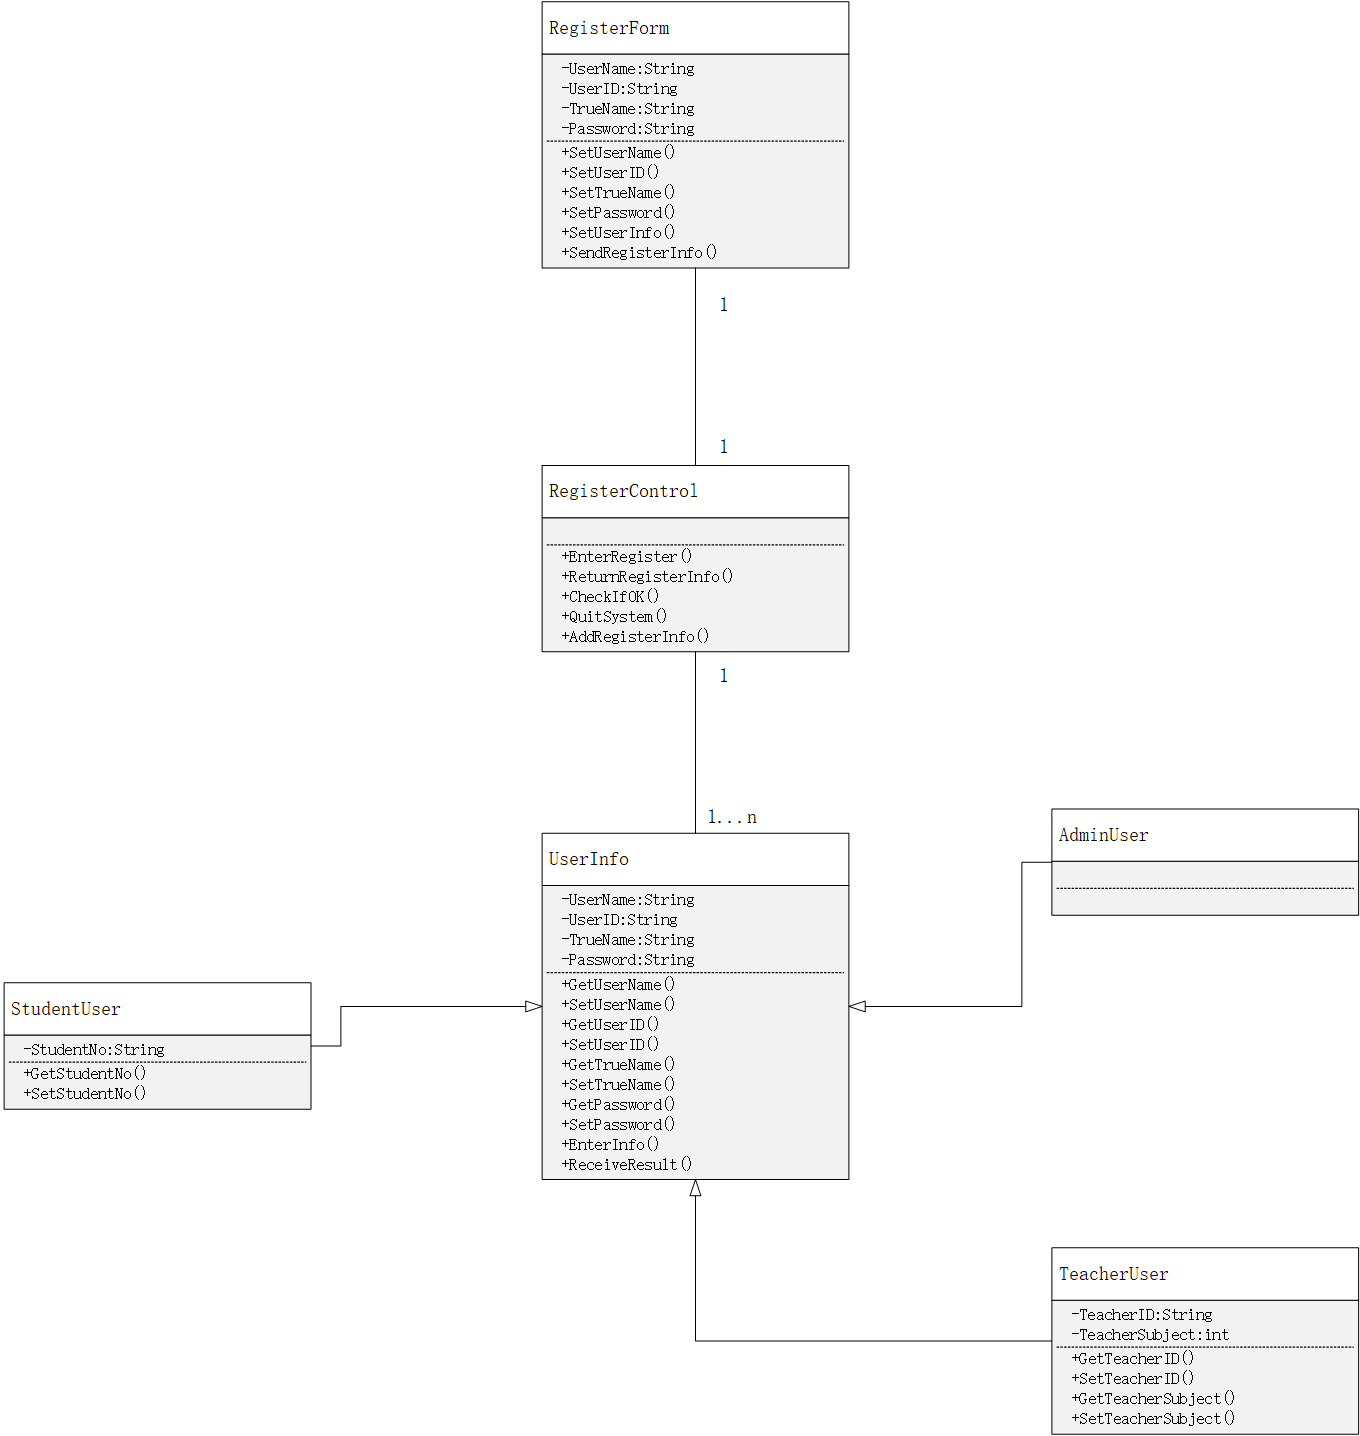 RegisterForm
-UserName:String
-UserID:String
-TrueName:String
-Password:String
+SetUserName()
+SetUserID()
+SetTrueName()
+SetPassword()
+SetUserInfo()
+SendRegisterInfo()
1
1
RegisterControl
+EnterRegister()
+ReturnRegisterInfo()
+CheckIfOK()
+QuitSystem()
+AddRegisterInfo()
1
1...n
UserInfo
-UserName:String
-UserID:String
-TrueName:String
-Password:String
+GetUserName()
+SetUserName()
+GetUserID()
+SetUserID()
+GetTrueName()
+SetTrueName()
+GetPassword()
+SetPassword()
+EnterInfo()
+ReceiveResult()
AdminUser
StudentUser
-StudentNo:String
+GetStudentNo()
+SetStudentNo()
TeacherUser
-TeacherID:String
-TeacherSubject:int
+GetTeacherID()
+SetTeacherID()
+GetTeacherSubject()
+SetTeacherSubject()